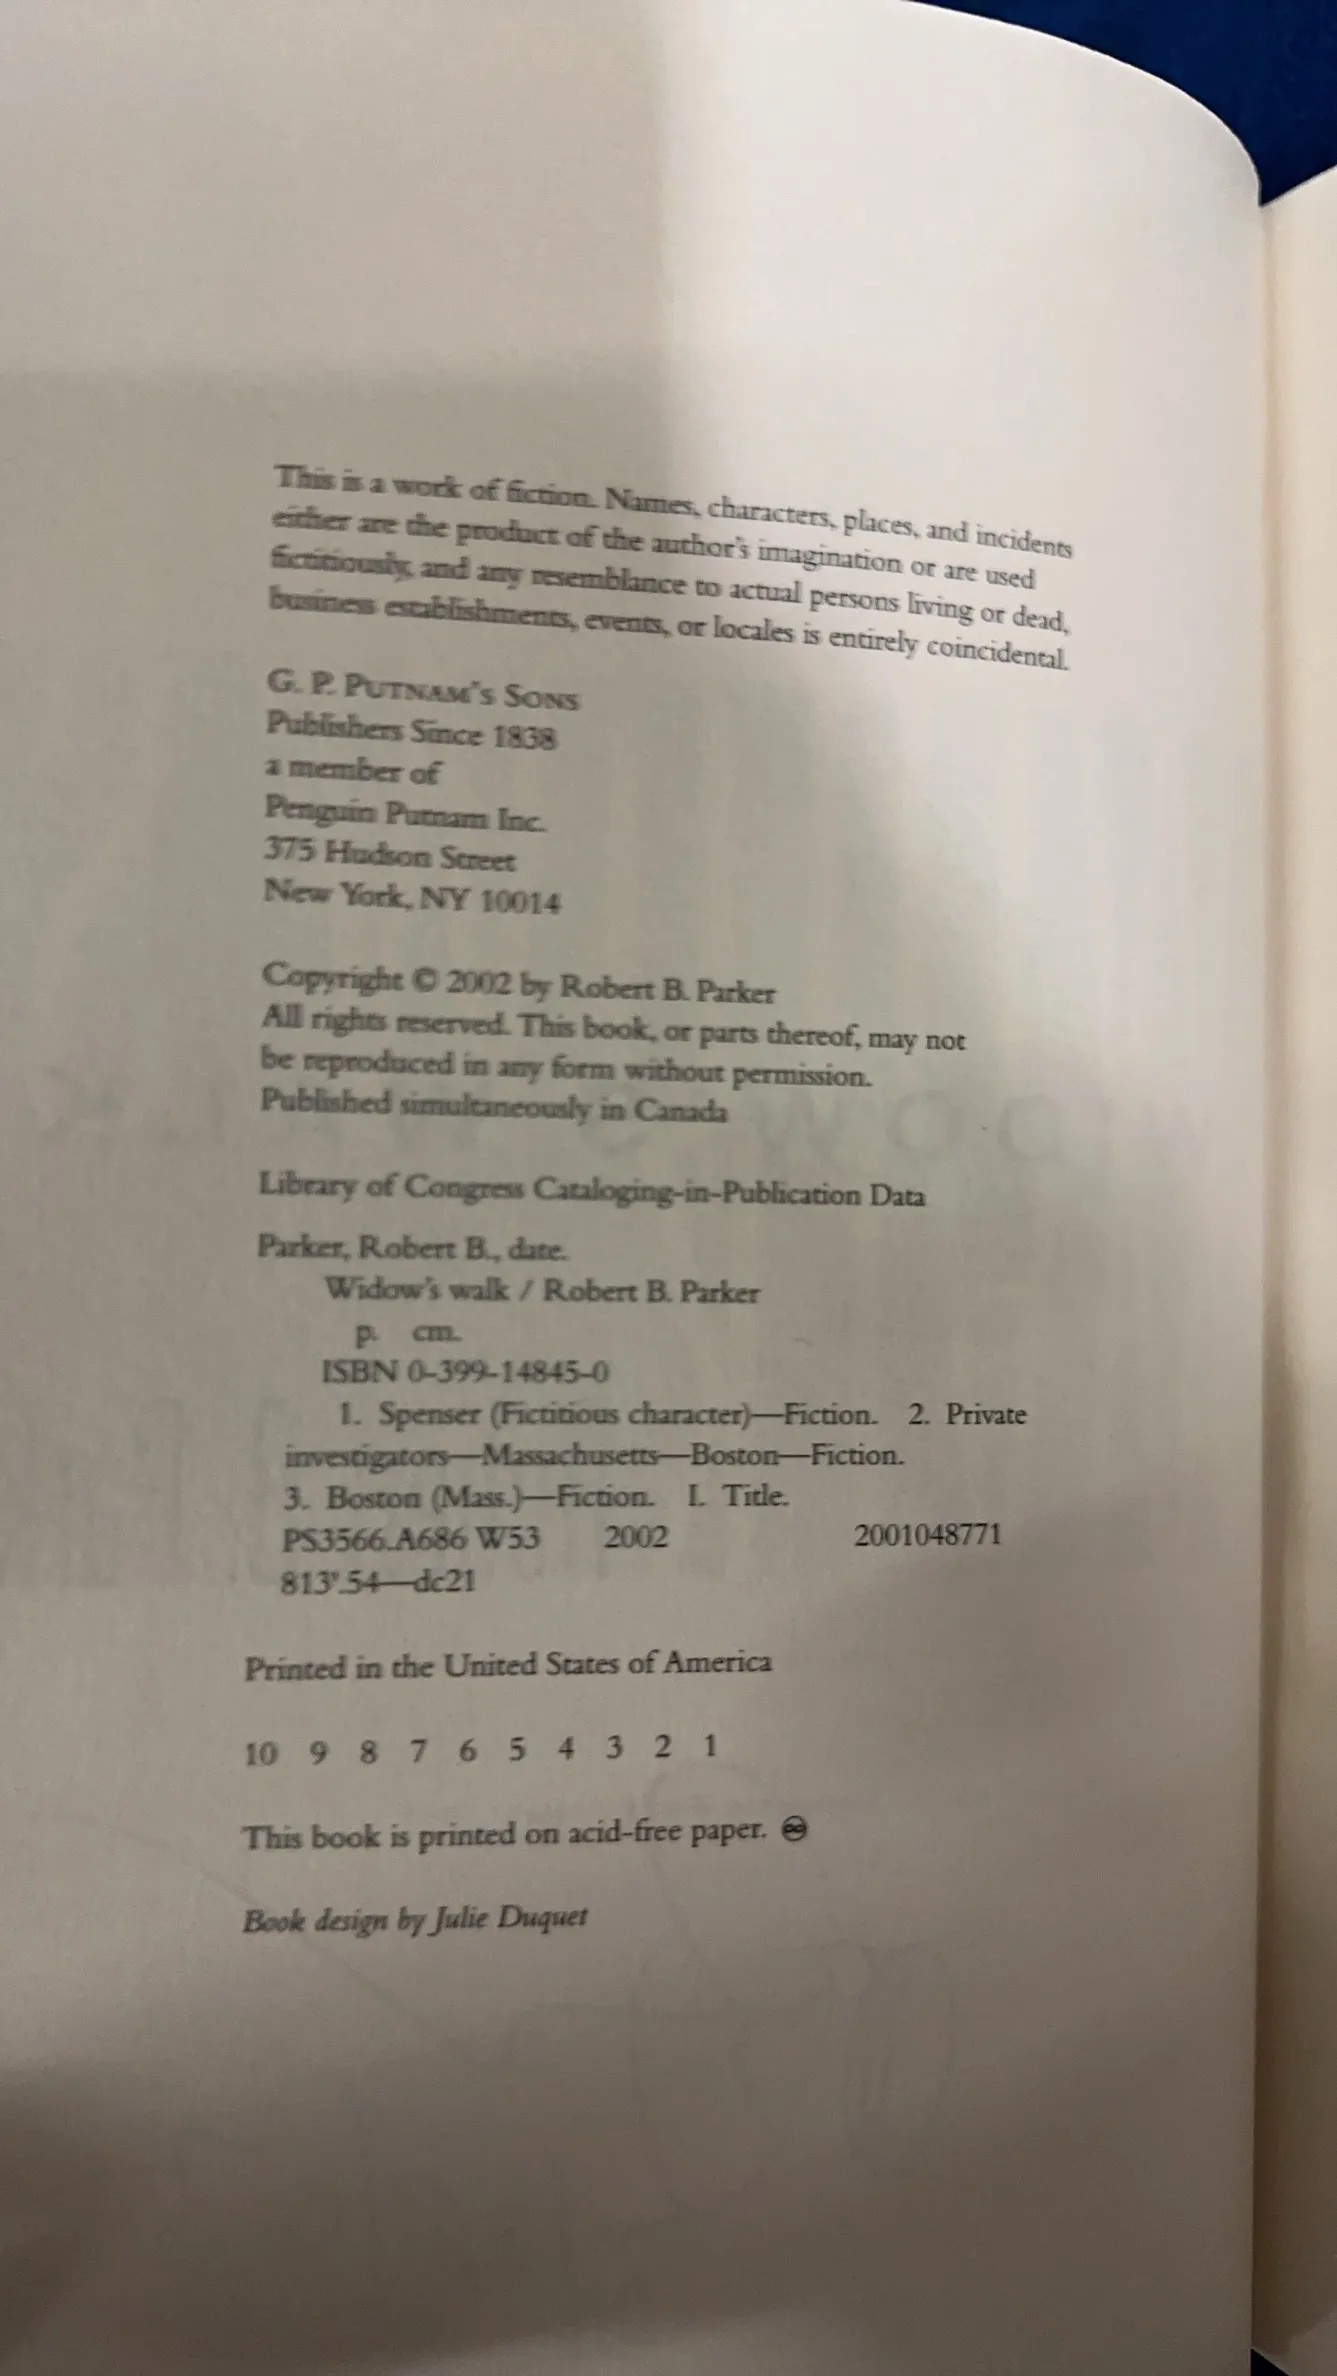 This is a work of fiction. Names, characters, places, and incidents
either are the product of the author's imagination or are used
fictitiously, and any resemblance to actual persons living or dead,
business establishments, events, or locales is entirely coincidental.
G. P. PUTNAM'S SONS
Publishers Since 1838
a member of
Penguin Putnam Inc.
375 Hudson Street
New York, NY 10014
Copyright © 2002 by Robert B. Parker
All rights reserved. This book, or parts thereof, may not
be reproduced in any form without permission.
Published simultaneously in Canada
Library of Congress Cataloging-in-Publication Data
Parker, Robert B., date.
Widow's walk / Robert B. Parker
p. cm.
ISBN 0-399-14845-0
1. Spenser (Fictitious character)—Fiction. 2. Private
investigators—Massachusetts—Boston—Fiction.
3. Boston (Mass.)—Fiction. I. Title.
PS3566.A686 W53 2002 2001048771
813'.54—dc21
Printed in the United States of America
10 9 8 7 6 5 4 3 2 1
This book is printed on acid-free paper. ♾
Book design by Julie Duquet